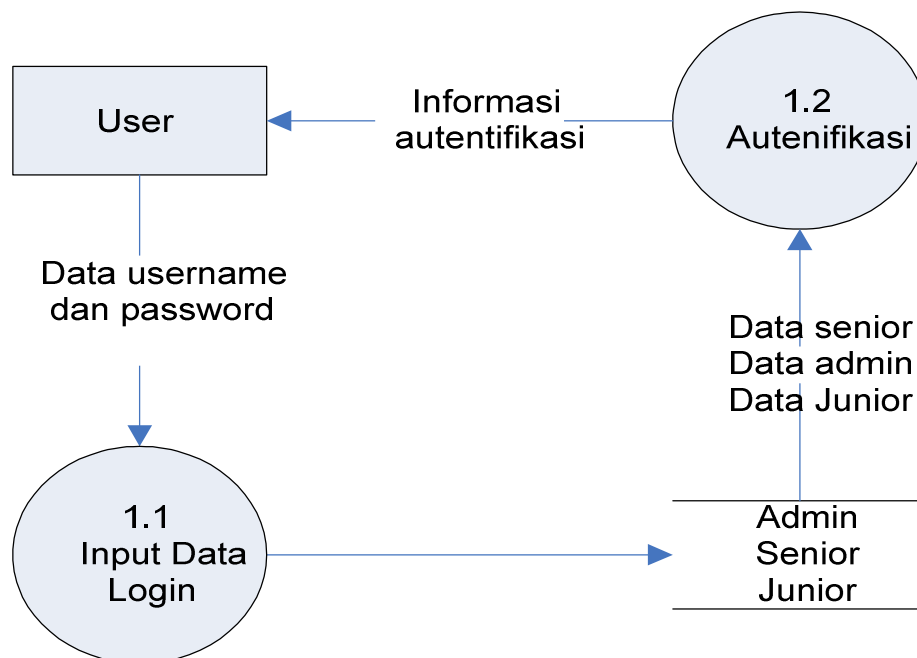 User
Informasi
autentifikasi
1.2
Autenifikasi
Data username
dan password
Data senior
Data admin
Data Junior
1.1
Input Data
Login
Admin
Senior
Junior